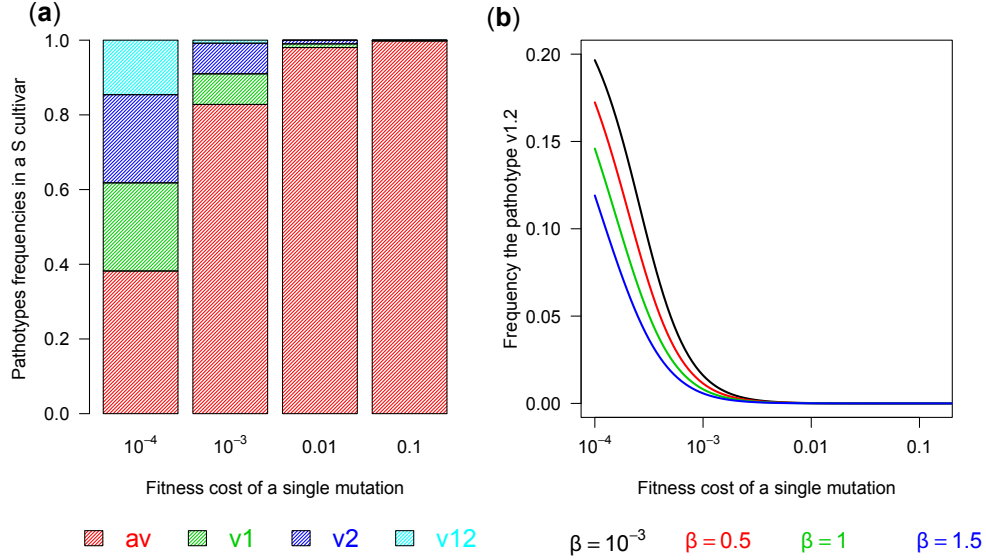 (a)
Pathotypes frequencies in a S cultivar
1.0
0.8
0.6
0.4
0.2
0.0
10⁻⁴ 10⁻³ 0.01 0.1
Fitness cost of a single mutation
av v1 v2 v12
(b)
Frequency the pathotype v1.2
0.20
0.15
0.10
0.05
0.00
10⁻⁴ 10⁻³ 0.01 0.1
Fitness cost of a single mutation
β = 10⁻³ β = 0.5 β = 1 β = 1.5